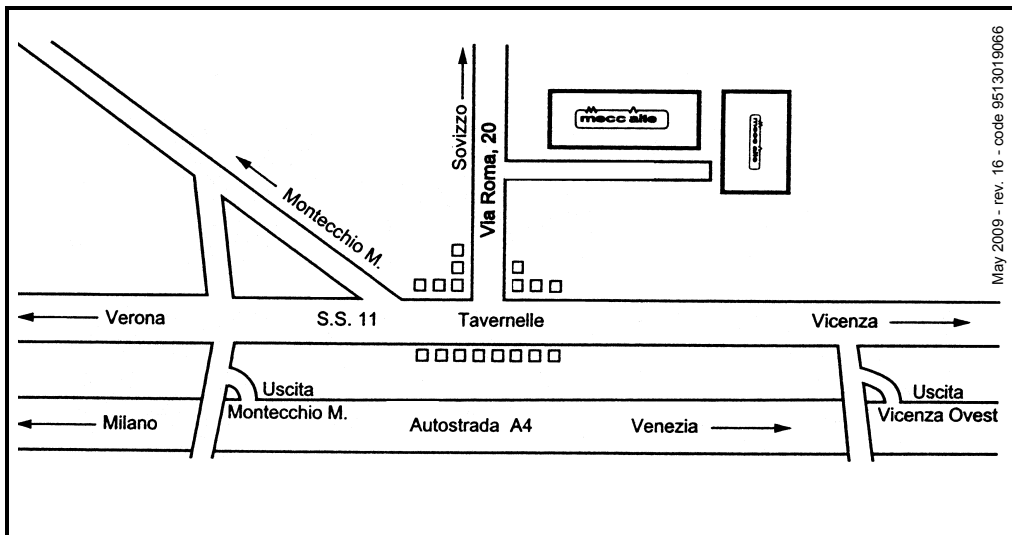 May 2009 - rev. 16 - code 9513019066
mecc alte
mecc alte
Sovizzo
Via Roma, 20
Montecchio M.
Verona
S.S. 11
Tavernelle
Vicenza
Uscita
Montecchio M.
Uscita
Vicenza Ovest
Milano
Autostrada A4
Venezia